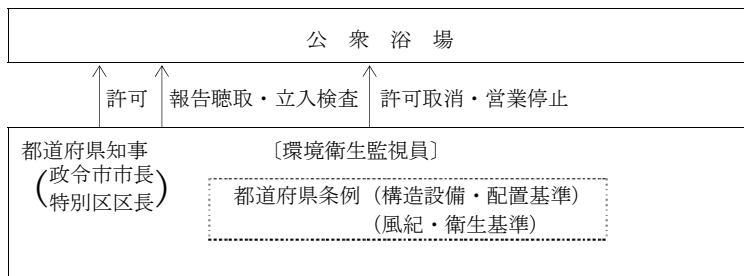 公 衆 浴 場
許可
報告聴取・立入検査
許可取消・営業停止
都道府県知事
〔環境衛生監視員〕
(政令市市長
特別区区長)
都道府県条例（構造設備・配置基準）
（風紀・衛生基準）